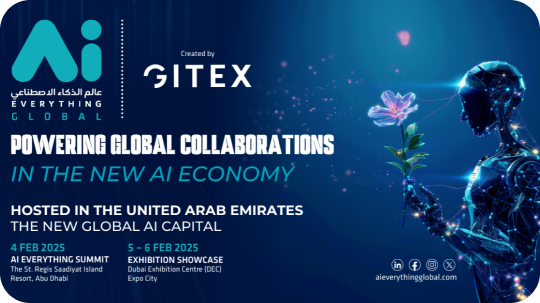 Ai
عالم الذكاء الاصطناعي
EVERYTHING
GLOBAL
Created by
GITEX
POWERING GLOBAL COLLABORATIONS
IN THE NEW AI ECONOMY
HOSTED IN THE UNITED ARAB EMIRATES
THE NEW GLOBAL AI CAPITAL
4 FEB 2025
AI EVERYTHING SUMMIT
The St. Regis Saadiyat Island
Resort, Abu Dhabi
5 - 6 FEB 2025
EXHIBITION SHOWCASE
Dubai Exhibition Centre (DEC)
Expo City
aieverythingglobal.com